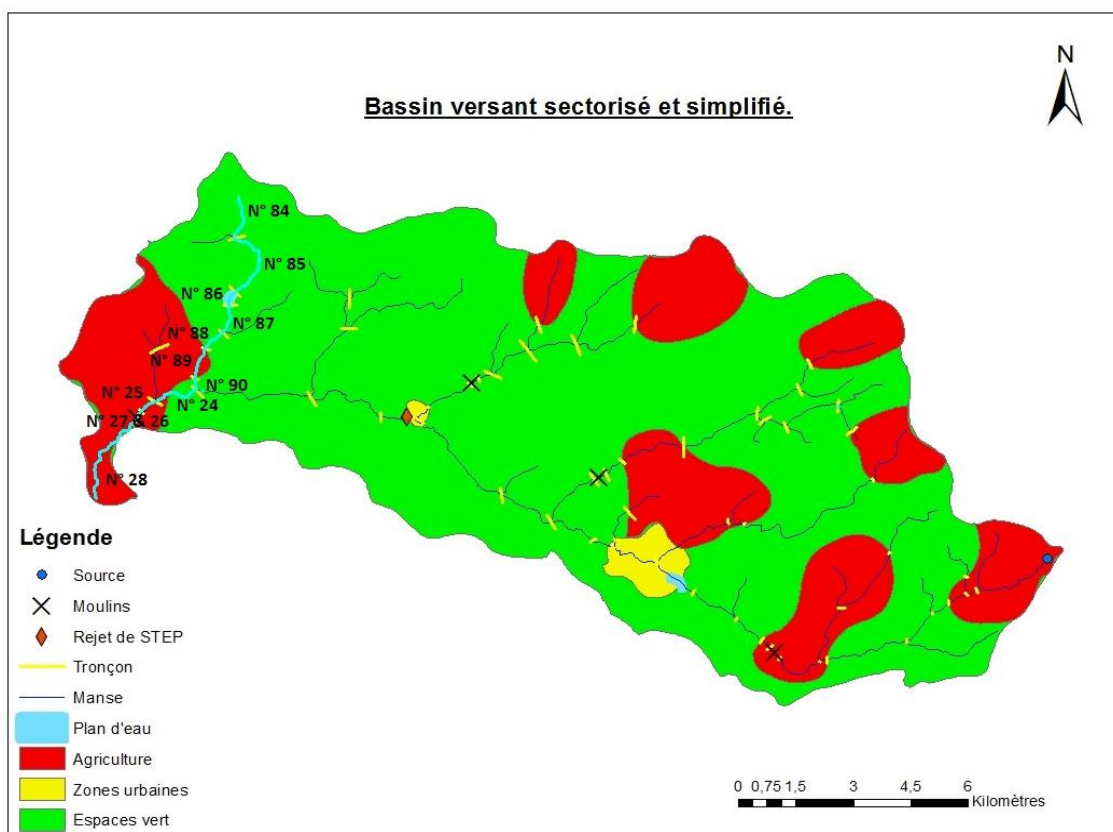 N
Bassin versant sectorisé et simplifié.
N° 84
N° 85
N° 86
N° 87
N° 88
N° 89
N° 90
N° 25
N° 24
N° 27 & 26
N° 28
Légende
Source
Moulins
Rejet de STEP
Tronçon
Manse
Plan d'eau
Agriculture
Zones urbaines
Espaces vert
0 0,75 1,5 3 4,5 6
Kilomètres